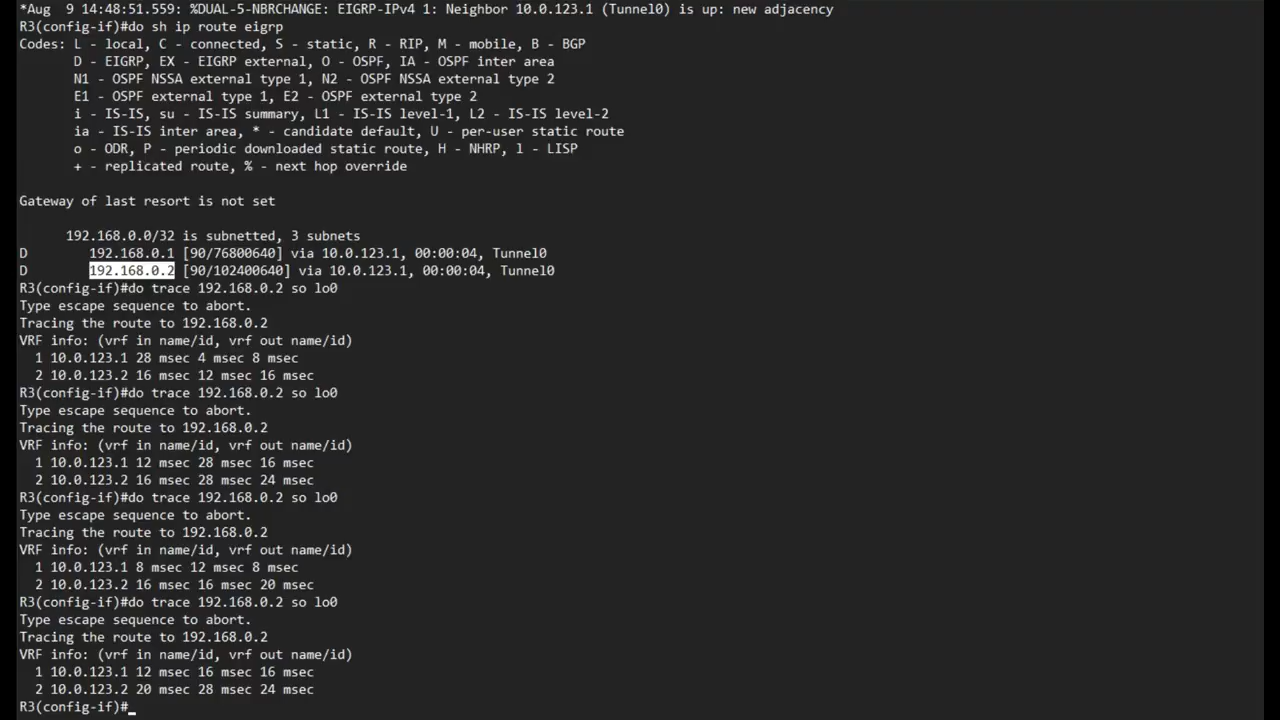 *Aug  9 14:48:51.559: %DUAL-5-NBRCHANGE: EIGRP-IPv4 1: Neighbor 10.0.123.1 (Tunnel0) is up: new adjacency
R3(config-if)#do sh ip route eigrp
Codes: L - local, C - connected, S - static, R - RIP, M - mobile, B - BGP
       D - EIGRP, EX - EIGRP external, O - OSPF, IA - OSPF inter area
       N1 - OSPF NSSA external type 1, N2 - OSPF NSSA external type 2
       E1 - OSPF external type 1, E2 - OSPF external type 2
       i - IS-IS, su - IS-IS summary, L1 - IS-IS level-1, L2 - IS-IS level-2
       ia - IS-IS inter area, * - candidate default, U - per-user static route
       o - ODR, P - periodic downloaded static route, H - NHRP, l - LISP
       + - replicated route, % - next hop override
Gateway of last resort is not set
      192.168.0.0/32 is subnetted, 3 subnets
D        192.168.0.1 [90/76800640] via 10.0.123.1, 00:00:04, Tunnel0
D        192.168.0.2 [90/102400640] via 10.0.123.1, 00:00:04, Tunnel0
R3(config-if)#do trace 192.168.0.2 so lo0
Type escape sequence to abort.
Tracing the route to 192.168.0.2
VRF info: (vrf in name/id, vrf out name/id)
  1 10.0.123.1 28 msec 4 msec 8 msec
  2 10.0.123.2 16 msec 12 msec 16 msec
R3(config-if)#do trace 192.168.0.2 so lo0
Type escape sequence to abort.
Tracing the route to 192.168.0.2
VRF info: (vrf in name/id, vrf out name/id)
  1 10.0.123.1 12 msec 28 msec 16 msec
  2 10.0.123.2 16 msec 28 msec 24 msec
R3(config-if)#do trace 192.168.0.2 so lo0
Type escape sequence to abort.
Tracing the route to 192.168.0.2
VRF info: (vrf in name/id, vrf out name/id)
  1 10.0.123.1 8 msec 12 msec 8 msec
  2 10.0.123.2 16 msec 16 msec 20 msec
R3(config-if)#do trace 192.168.0.2 so lo0
Type escape sequence to abort.
Tracing the route to 192.168.0.2
VRF info: (vrf in name/id, vrf out name/id)
  1 10.0.123.1 12 msec 16 msec 16 msec
  2 10.0.123.2 20 msec 28 msec 24 msec
R3(config-if)#_